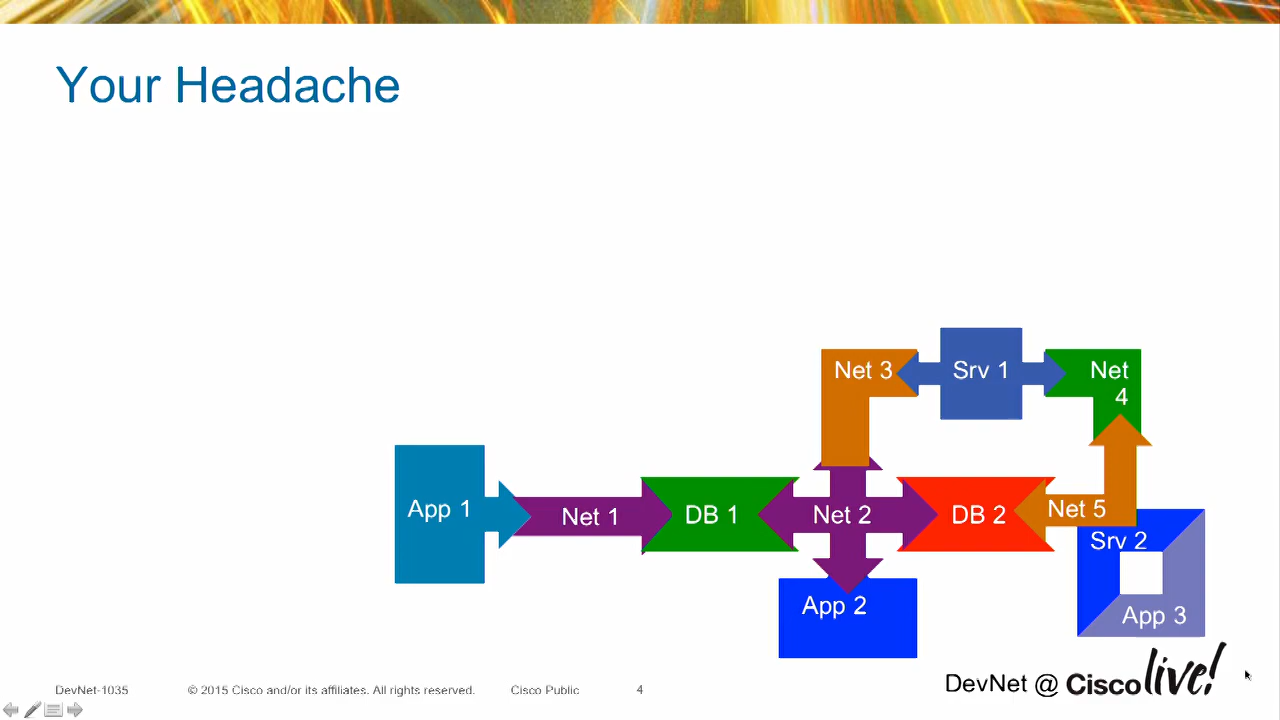 Your Headache
Net 3
Srv 1
Net
4
App 1
Net 1
DB 1
Net 2
DB 2
Net 5
Srv 2
App 2
App 3
DevNet-1035
© 2015 Cisco and/or its affiliates. All rights reserved.
Cisco Public
4
DevNet @ Cisco live!